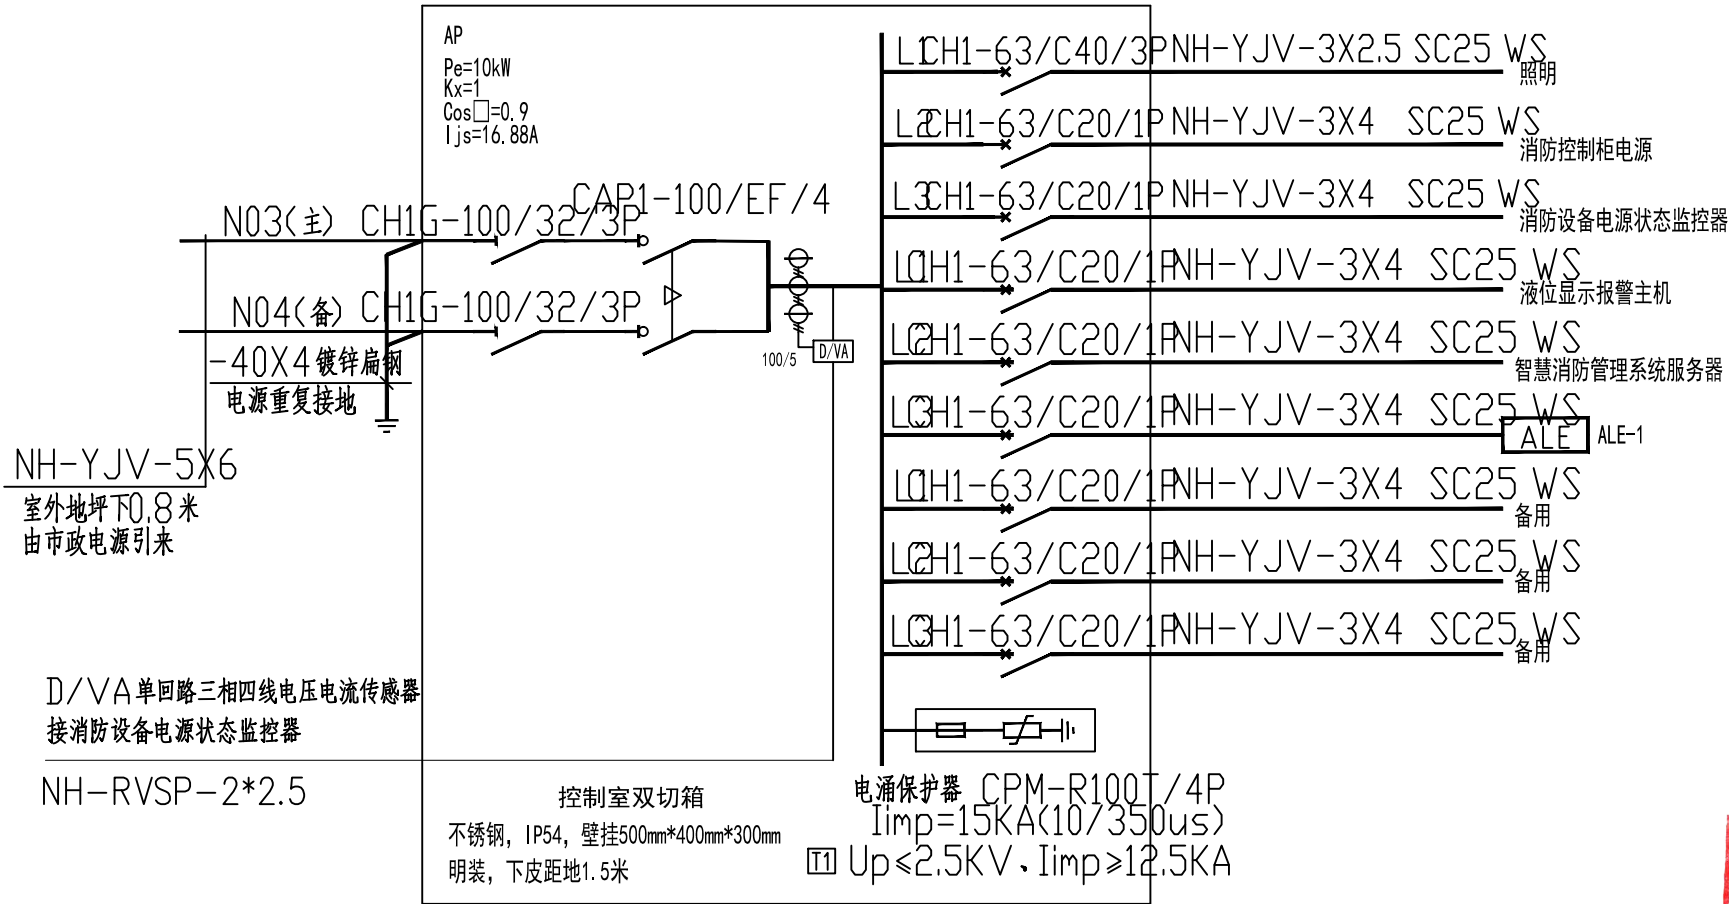 AP
Pe=10kW
Kx=1
Cos□=0.9
Ijs=16.88A
CAP1-100/EF/4
N03(主) CH1G-100/32/3P
N04(备) CH1G-100/32/3P
-40X4镀锌扁钢
电源重复接地
100/5
D/VA
NH-YJV-5X6
室外地坪下0.8米
由市政电源引来
L1 CH1-63/C40/3P NH-YJV-3X2.5 SC25 WS
照明
L2 CH1-63/C20/1P NH-YJV-3X4 SC25 WS
消防控制柜电源
L3 CH1-63/C20/1P NH-YJV-3X4 SC25 WS
消防设备电源状态监控器
L1 CH1-63/C20/1P NH-YJV-3X4 SC25 WS
液位显示报警主机
L2 CH1-63/C20/1P NH-YJV-3X4 SC25 WS
智慧消防管理系统服务器
L3 CH1-63/C20/1P NH-YJV-3X4 SC25 WS
ALE ALE-1
L1 CH1-63/C20/1P NH-YJV-3X4 SC25 WS
备用
L2 CH1-63/C20/1P NH-YJV-3X4 SC25 WS
备用
L3 CH1-63/C20/1P NH-YJV-3X4 SC25 WS
备用
D/VA单回路三相四线电压电流传感器
接消防设备电源状态监控器
NH-RVSP-2*2.5
控制室双切箱
不锈钢, IP54, 壁挂500mm*400mm*300mm
明装, 下皮距地1.5米
电涌保护器 CPM-R100T/4P
Iimp=15KA(10/350us)
T1 Up≤2.5KV、Iimp≥12.5KA